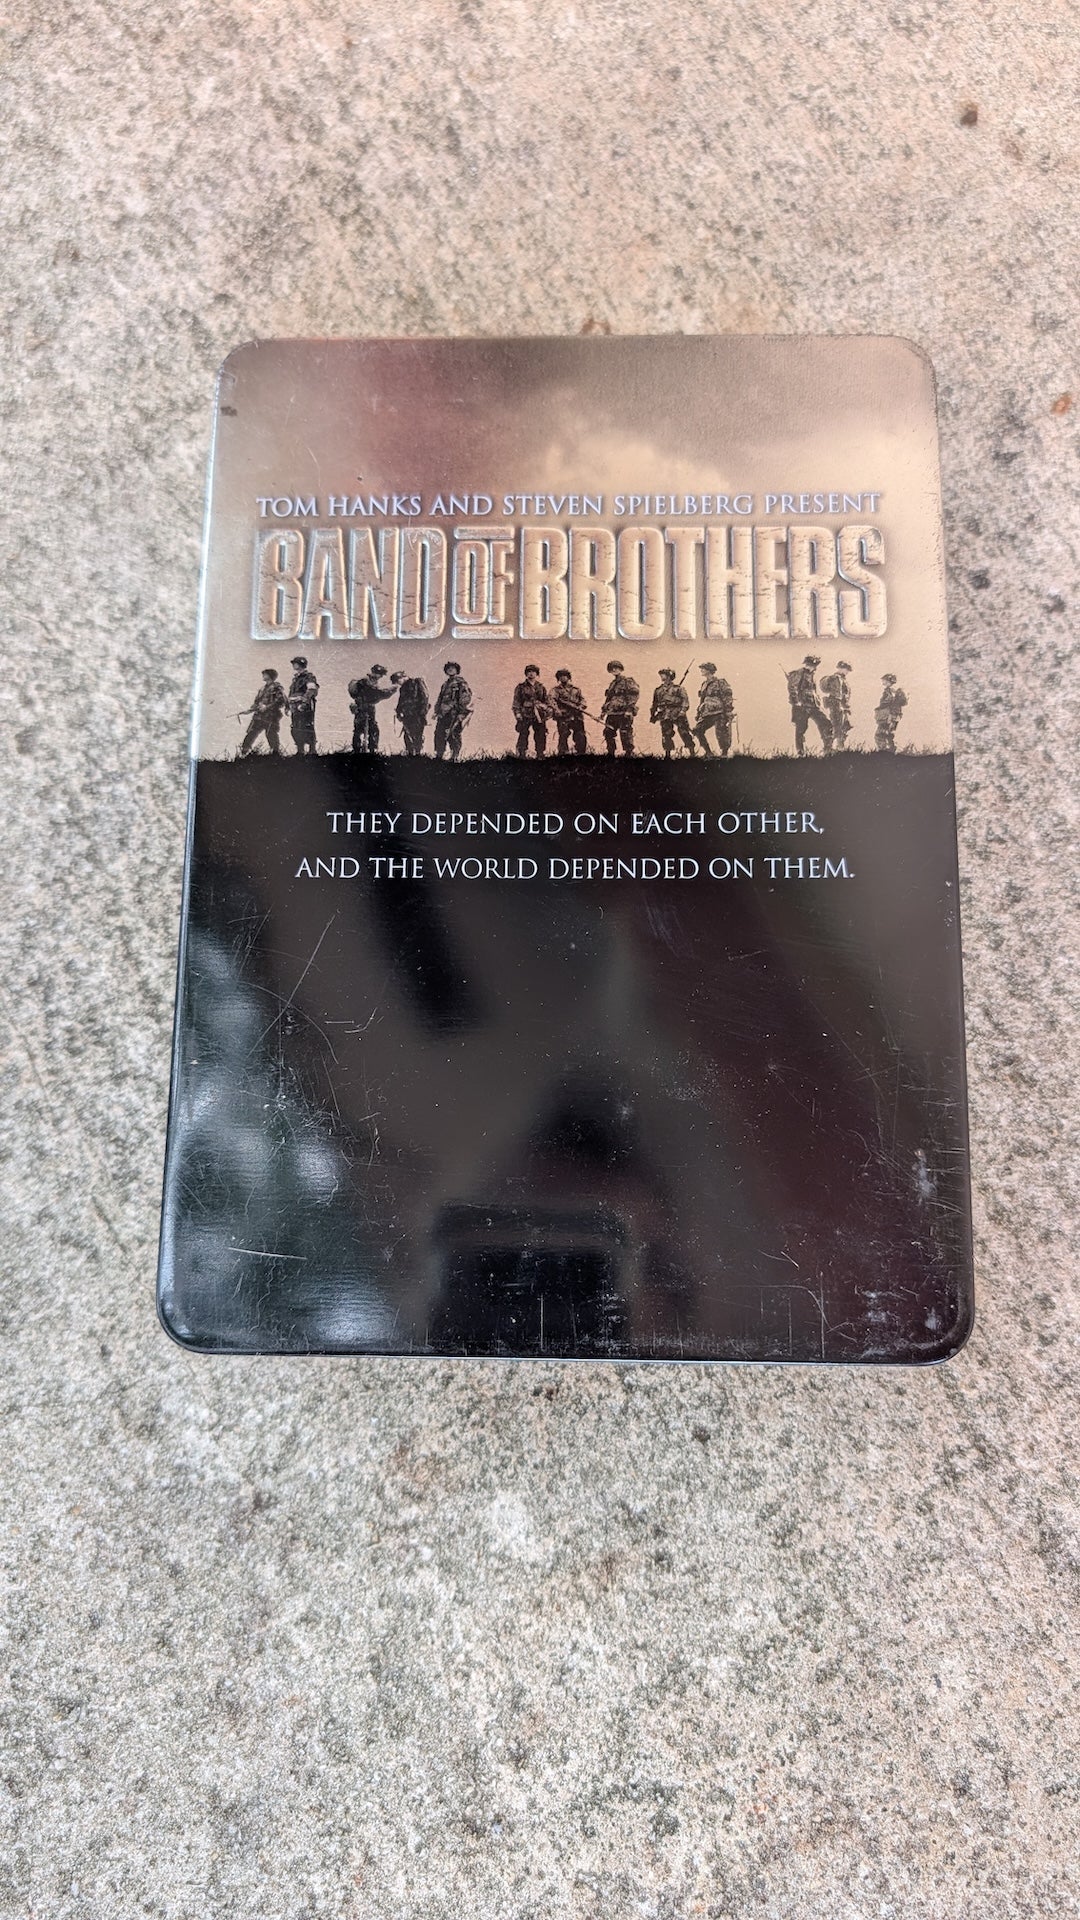 TOM HANKS AND STEVEN SPIELBERG PRESENT
BAND OF BROTHERS
THEY DEPENDED ON EACH OTHER,
AND THE WORLD DEPENDED ON THEM.